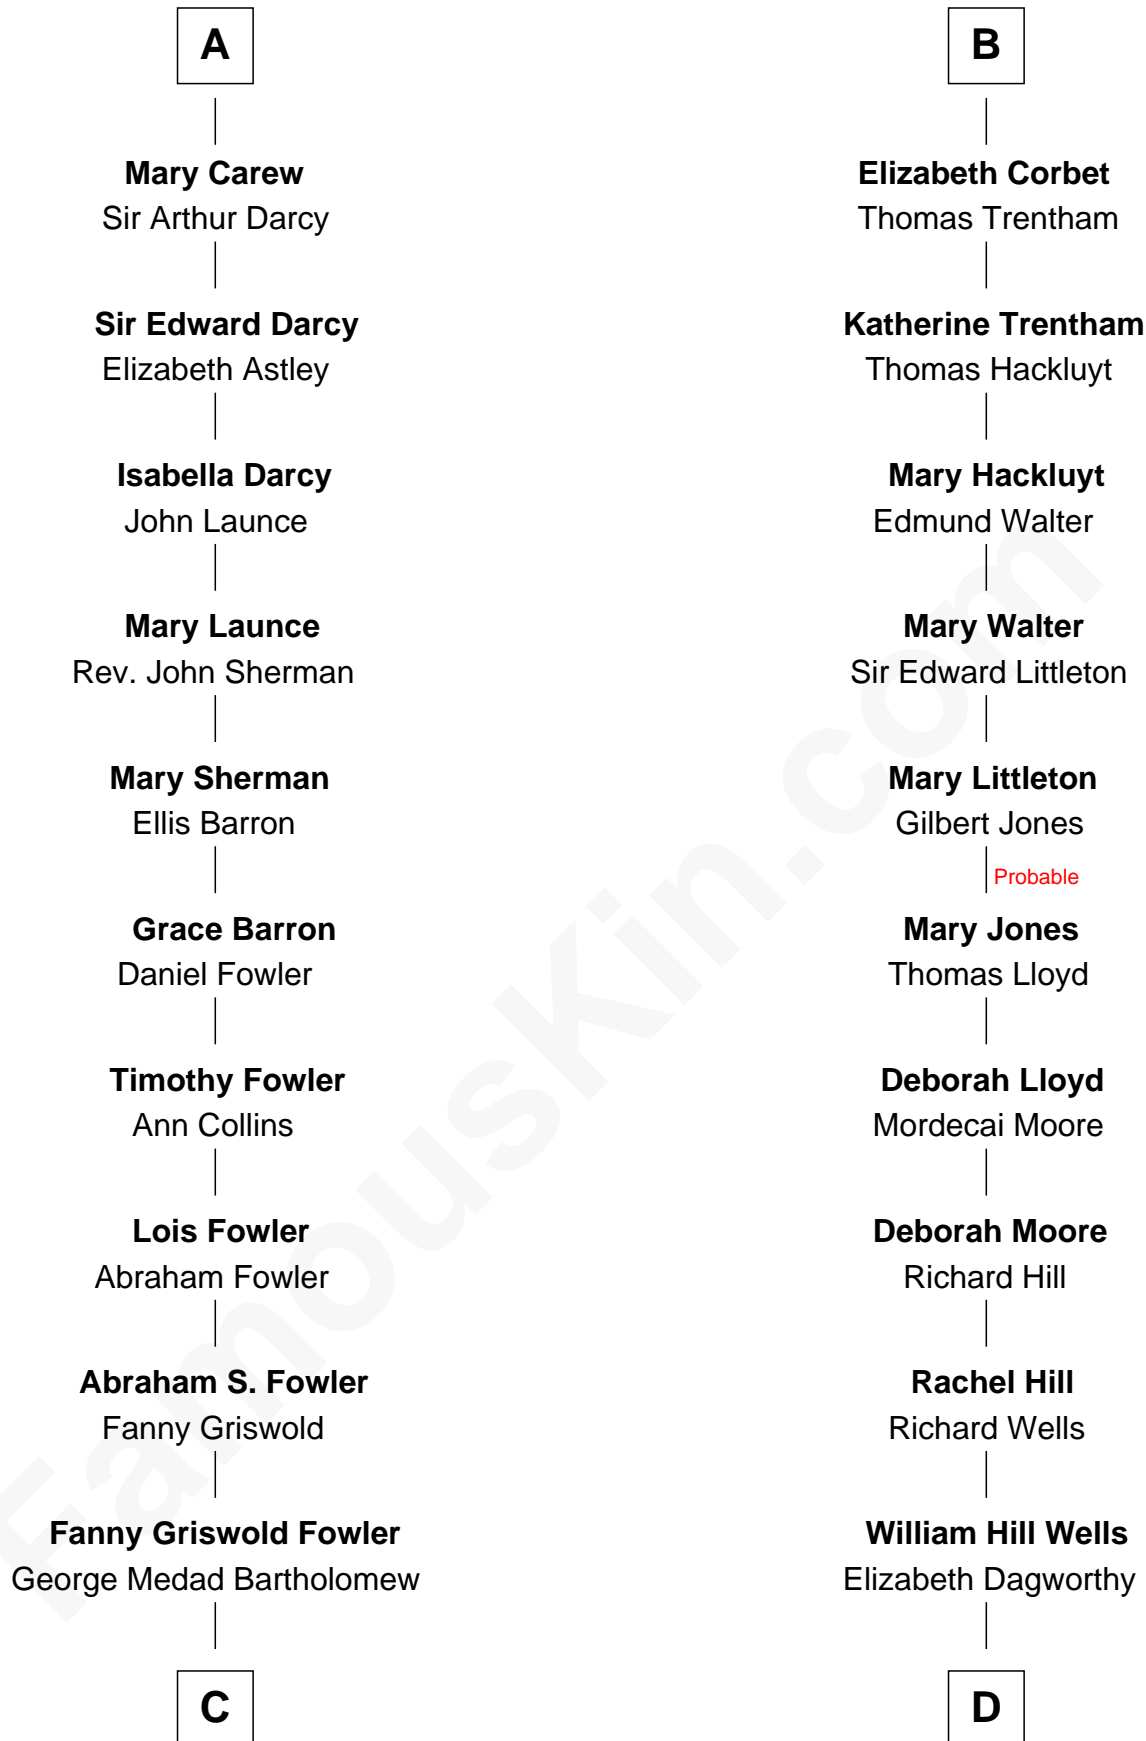 A
Mary Carew
Sir Arthur Darcy
Sir Edward Darcy
Elizabeth Astley
Isabella Darcy
John Launce
Mary Launce
Rev. John Sherman
Mary Sherman
Ellis Barron
Grace Barron
Daniel Fowler
Timothy Fowler
Ann Collins
Lois Fowler
Abraham Fowler
Abraham S. Fowler
Fanny Griswold
Fanny Griswold Fowler
George Medad Bartholomew
C
B
Elizabeth Corbet
Thomas Trentham
Katherine Trentham
Thomas Hackluyt
Mary Hackluyt
Edmund Walter
Mary Walter
Sir Edward Littleton
Mary Littleton
Gilbert Jones
Probable
Mary Jones
Thomas Lloyd
Deborah Lloyd
Mordecai Moore
Deborah Moore
Richard Hill
Rachel Hill
Richard Wells
William Hill Wells
Elizabeth Dagworthy
D
FamousKin.com